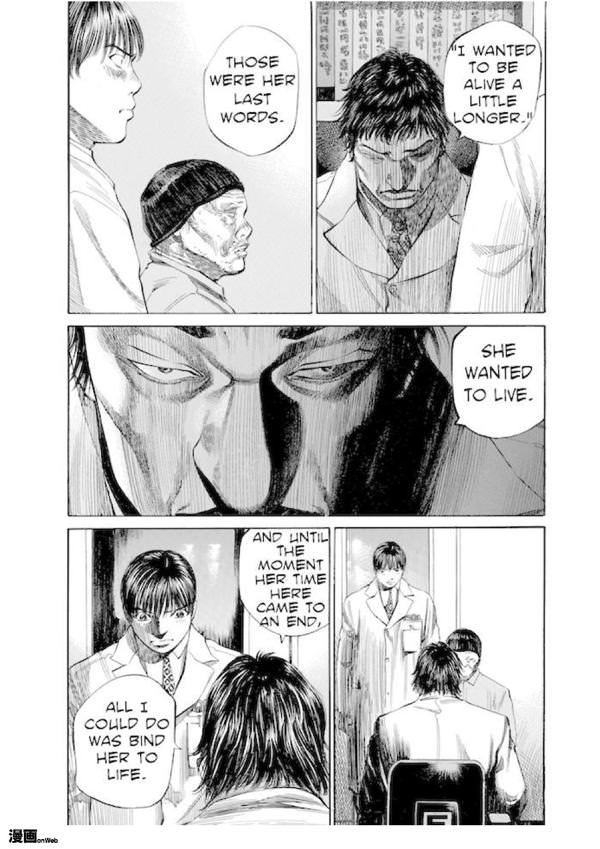 "I WANTED
TO BE
ALIVE A
LITTLE
LONGER."
THOSE
WERE HER
LAST
WORDS.
SHE
WANTED
TO LIVE.
AND UNTIL
THE
MOMENT
HER TIME
HERE
CAME TO
AN END,
ALL I
COULD DO
WAS BIND
HER TO
LIFE.
漫画onWeb